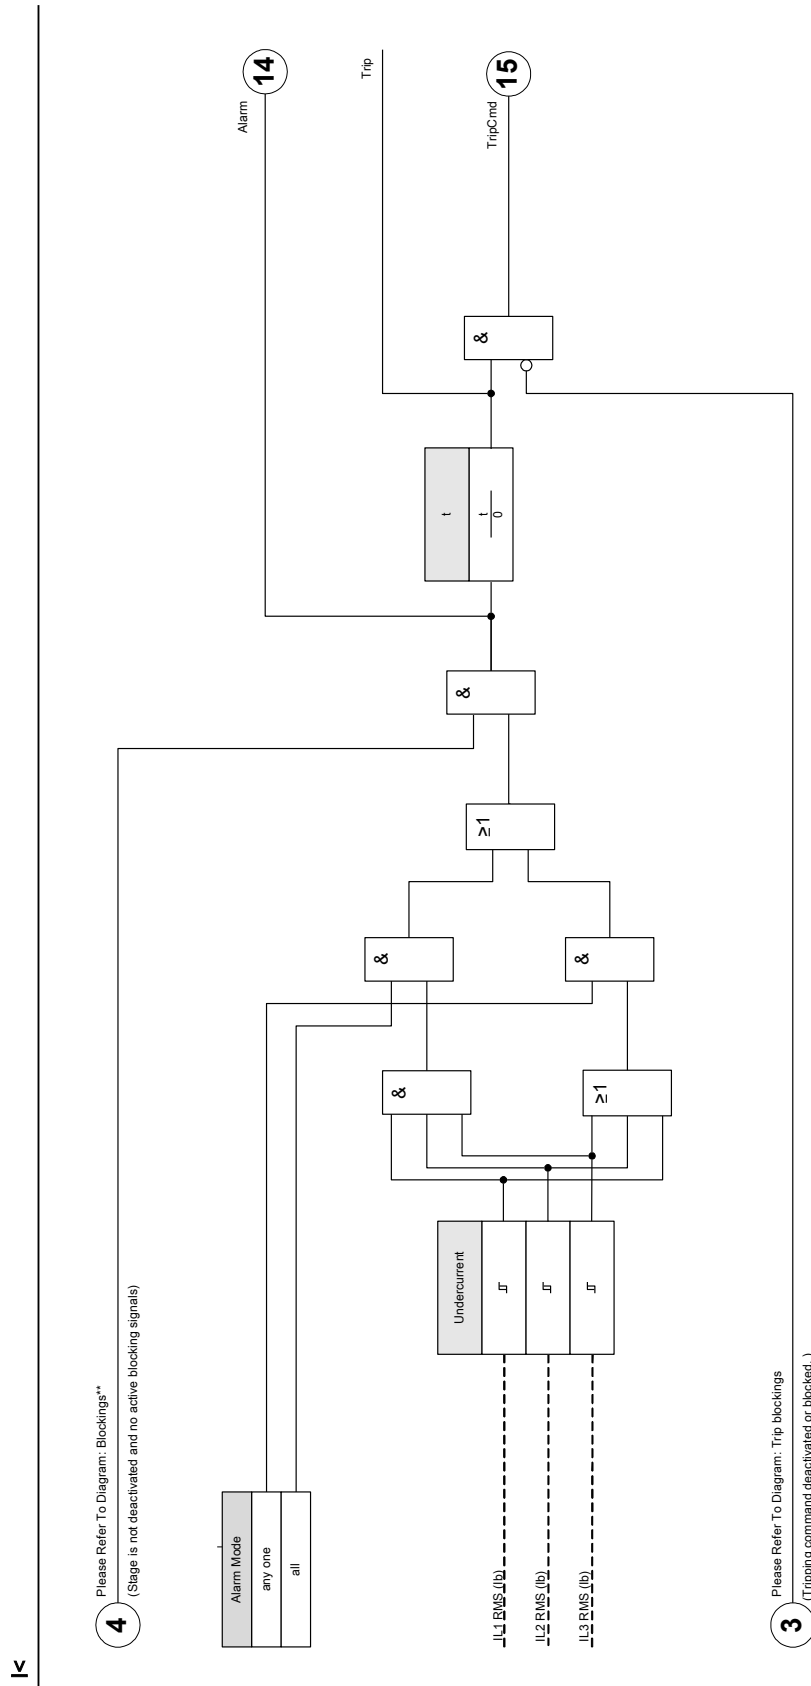 I<
4
Please Refer To Diagram: Blockings**
(Stage is not deactivated and no active blocking signals)
Alarm Mode
any one
all
IL1 RMS (Ib)
IL2 RMS (Ib)
IL3 RMS (Ib)
Undercurrent
&
≥1
&
&
≥1
&
t
t
0
&
Alarm
14
Trip
TripCmd
15
3
Please Refer To Diagram: Trip blockings
(Tripping command deactivated or blocked. )